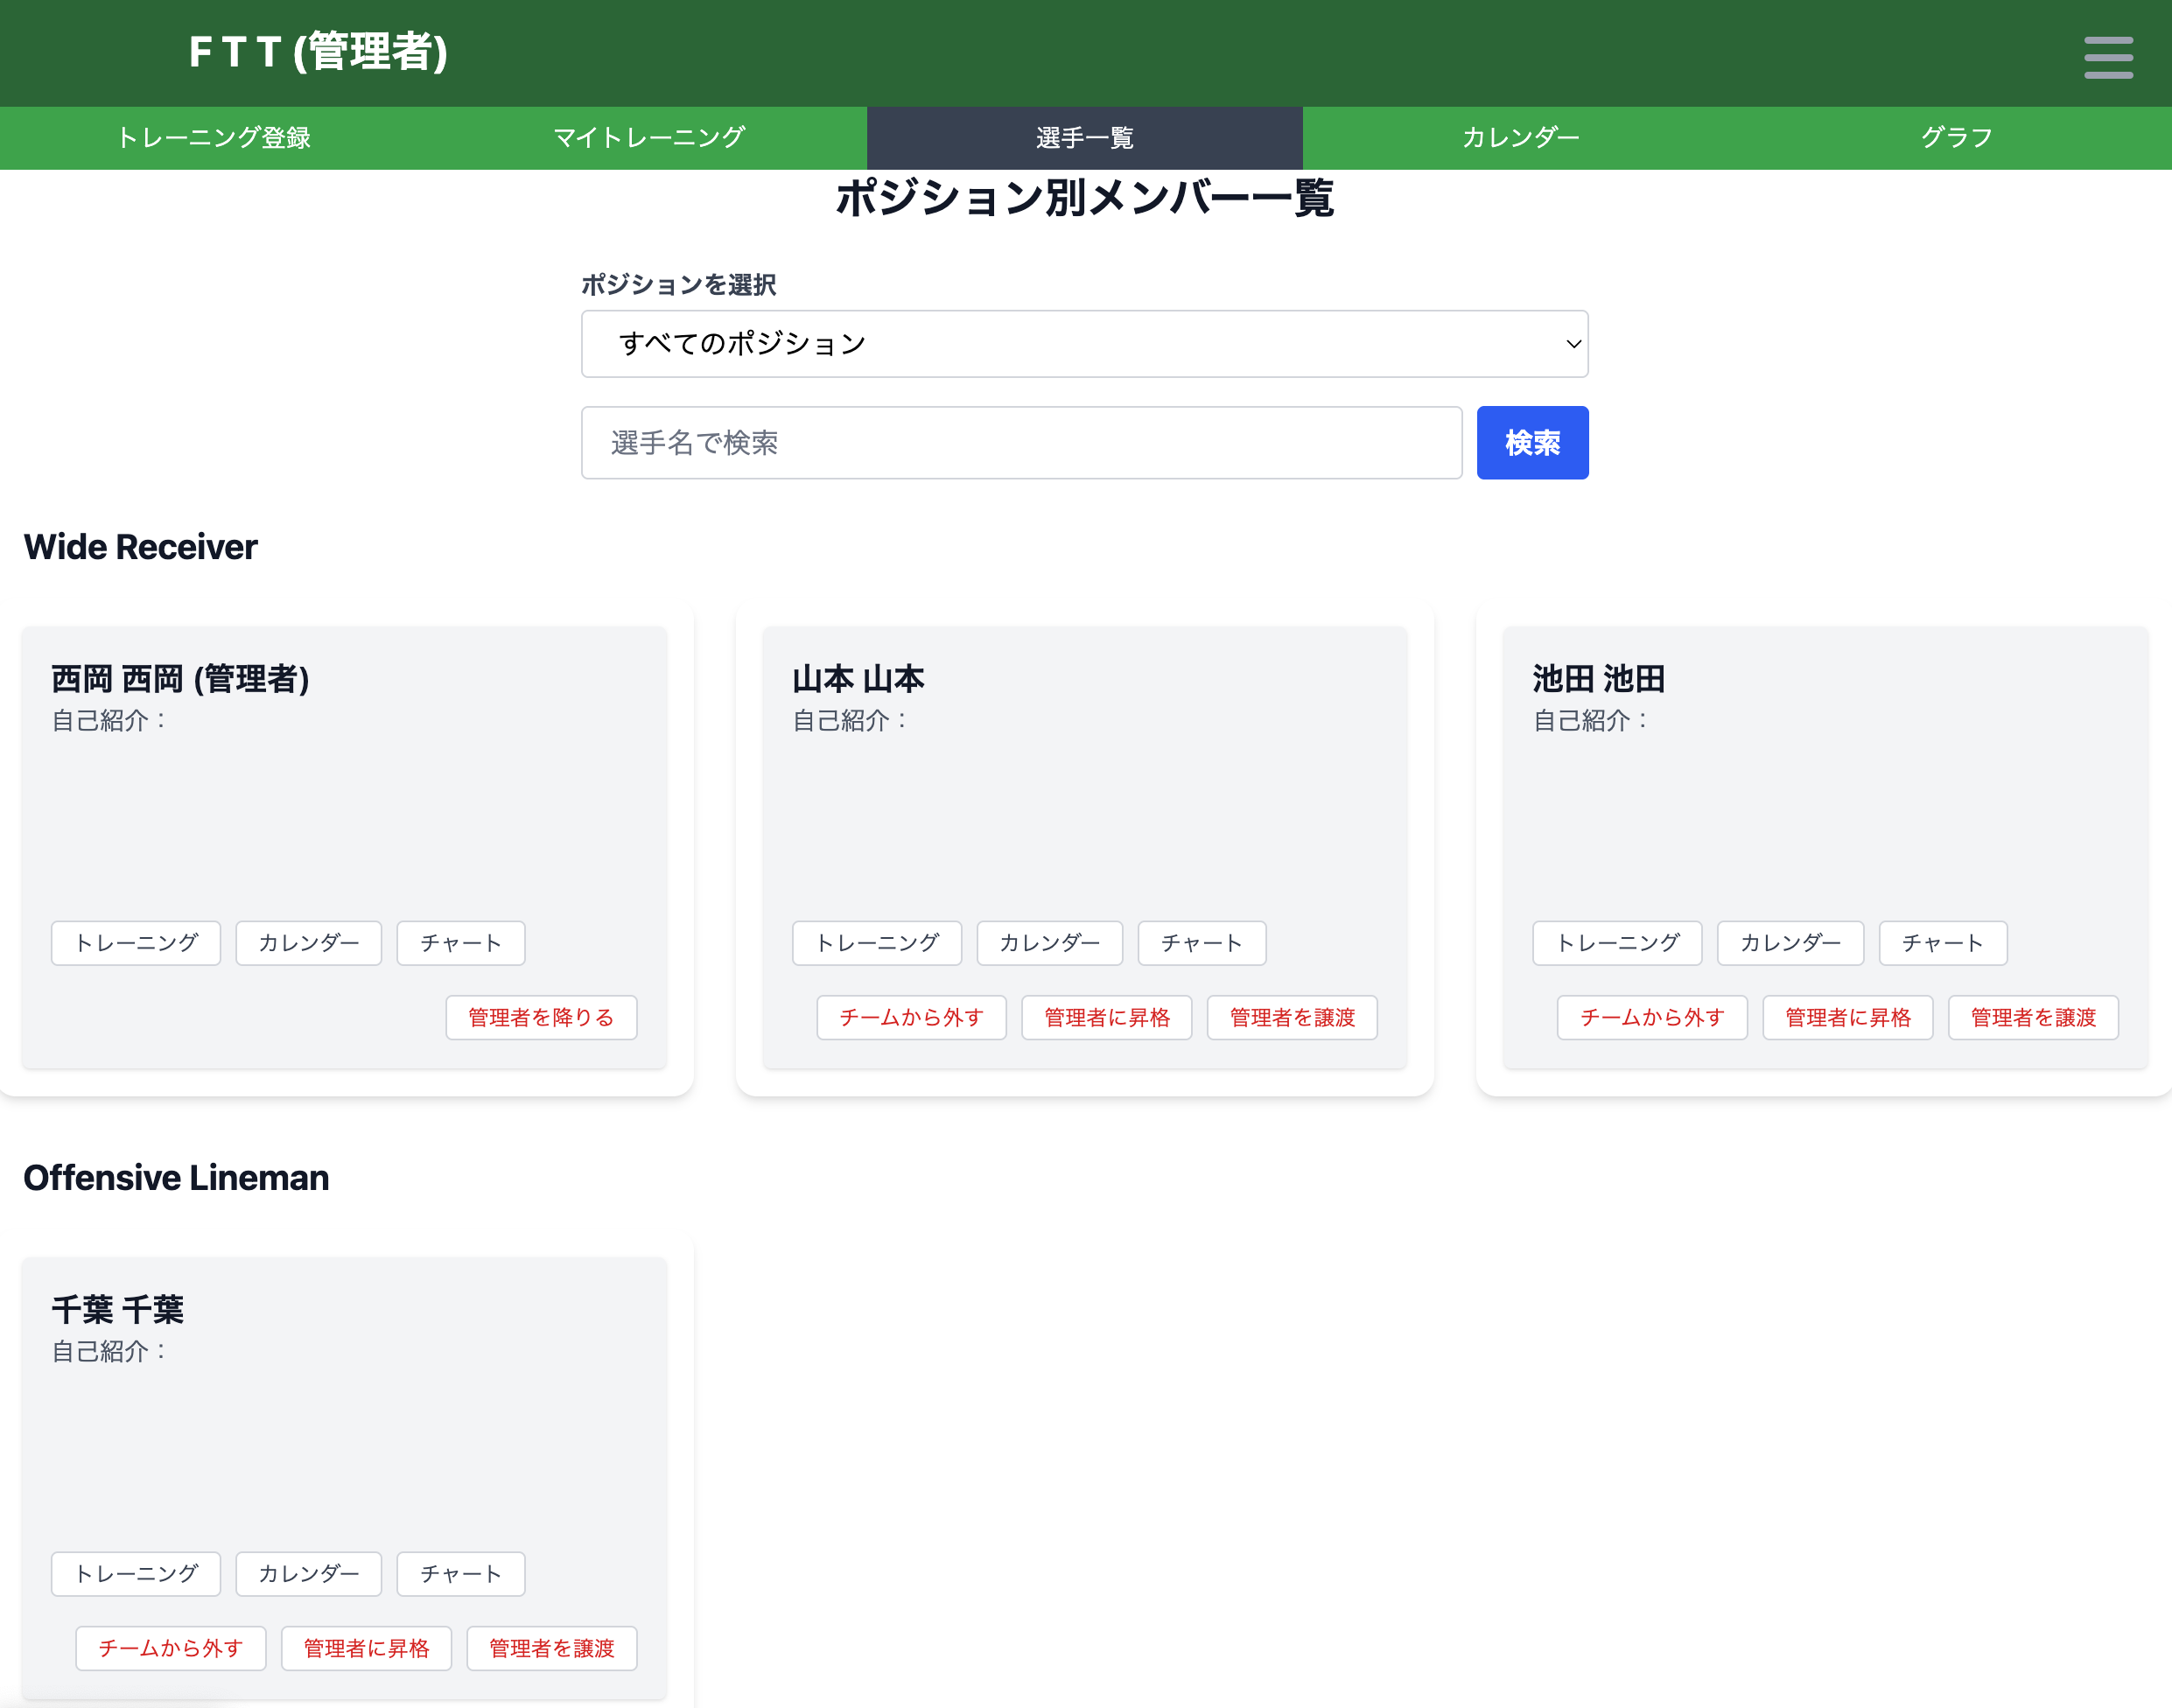 F T T (管理者)
トレーニング登録 マイトレーニング 選手一覧 カレンダー グラフ
ポジション別メンバー一覧
ポジションを選択
すべてのポジション
選手名で検索 検索
Wide Receiver
西岡 西岡 (管理者)
自己紹介：
トレーニング カレンダー チャート
管理者を降りる
山本 山本
自己紹介：
トレーニング カレンダー チャート
チームから外す 管理者に昇格 管理者を譲渡
池田 池田
自己紹介：
トレーニング カレンダー チャート
チームから外す 管理者に昇格 管理者を譲渡
Offensive Lineman
千葉 千葉
自己紹介：
トレーニング カレンダー チャート
チームから外す 管理者に昇格 管理者を譲渡